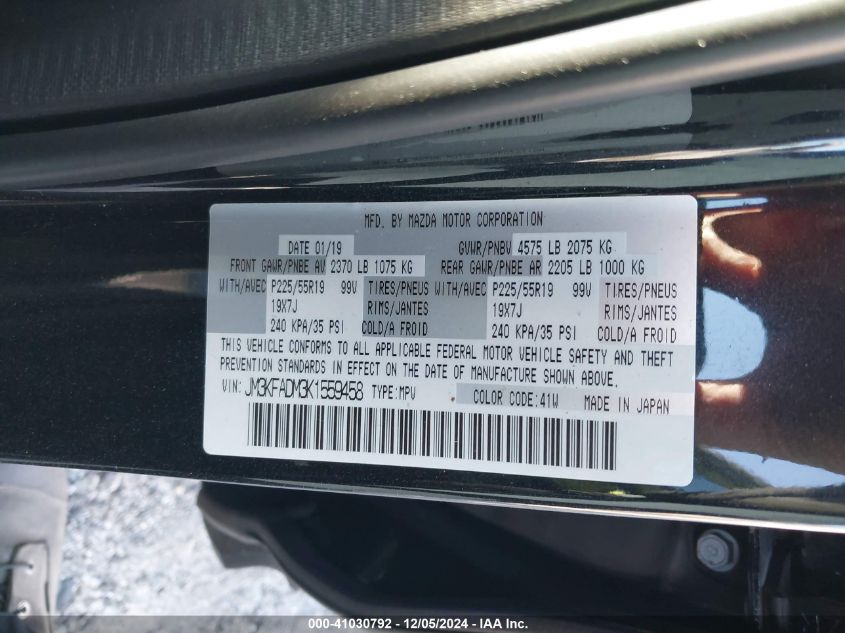 MFD. BY MAZDA MOTOR CORPORATION
DATE 01/19 GVWR/PNBV 4575 LB 2075 KG
FRONT GAWR/PNBE AV 2370 LB 1075 KG REAR GAWR/PNBE AR 2205 LB 1000 KG
WITH/AVEC P225/55R19 99V TIRES/PNEUS WITH/AVEC P225/55R19 99V TIRES/PNEUS
19X7J RIMS/JANTES 19X7J RIMS/JANTES
240 KPA/35 PSI COLD/A FROID 240 KPA/35 PSI COLD/A FROID
THIS VEHICLE CONFORMS TO ALL APPLICABLE FEDERAL MOTOR VEHICLE SAFETY AND THEFT
PREVENTION STANDARDS IN EFFECT ON THE DATE OF MANUFACTURE SHOWN ABOVE.
VIN: JM3KFADM3K1559458 TYPE:MPV COLOR CODE:41W MADE IN JAPAN
000-41030792 - 12/05/2024 - IAA Inc.